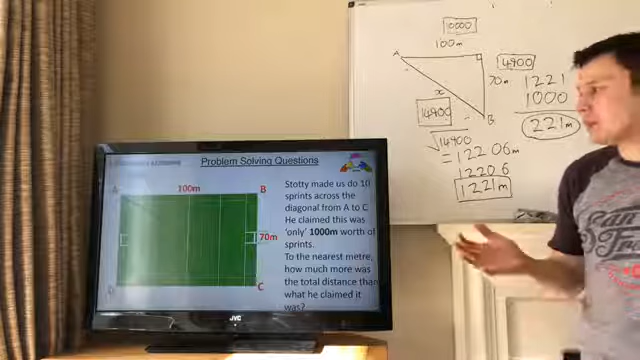 10000
100m
A
4900
70m
1221
1000
x
14900
B
221m
√14900
= 122.06m
1220.6
1221m
Problem Solving Questions
A
100m
B
70m
D
C
Stotty made us do 10
sprints across the
diagonal from A to C
He claimed this was
'only' 1000m worth of
sprints.
To the nearest metre,
how much more was
the total distance than
what he claimed it
was?
JVC